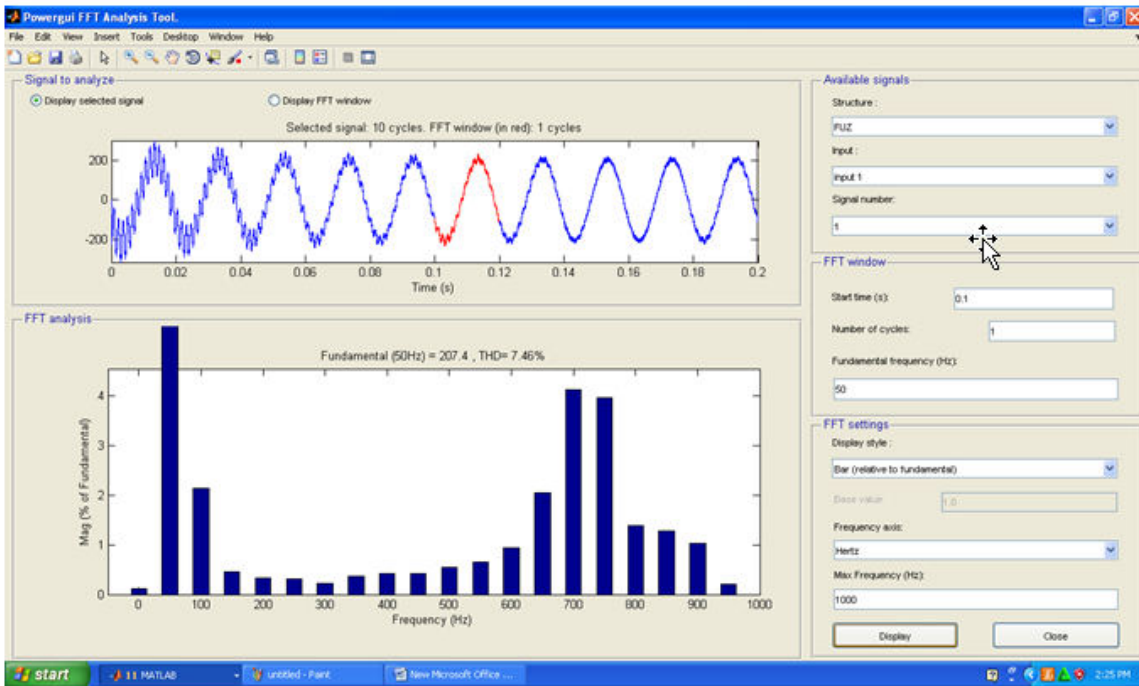 Powergui FFT Analysis Tool.
File Edit View Insert Tools Desktop Window Help
Signal to analyze
Display selected signal
Display FFT window
Selected signal: 10 cycles. FFT window (in red): 1 cycles
200
0
-200
0 0.02 0.04 0.06 0.08 0.1 0.12 0.14 0.16 0.18 0.2
Time (s)
FFT analysis
Fundamental (50Hz) = 207.4 , THD= 7.46%
Mag (% of Fundamental)
4
3
2
1
0
0 100 200 300 400 500 600 700 800 900 1000
Frequency (Hz)
Available signals
Structure :
FUZ
Input :
input 1
Signal number:
1
FFT window
Start time (s):
0.1
Number of cycles:
1
Fundamental frequency (Hz):
50
FFT settings
Display style :
Bar (relative to fundamental)
Base value:
1.0
Frequency axis:
Hertz
Max Frequency (Hz):
1000
Display
Close
start
11 MATLAB
untitled - Paint
New Microsoft Office ...
2:25 PM